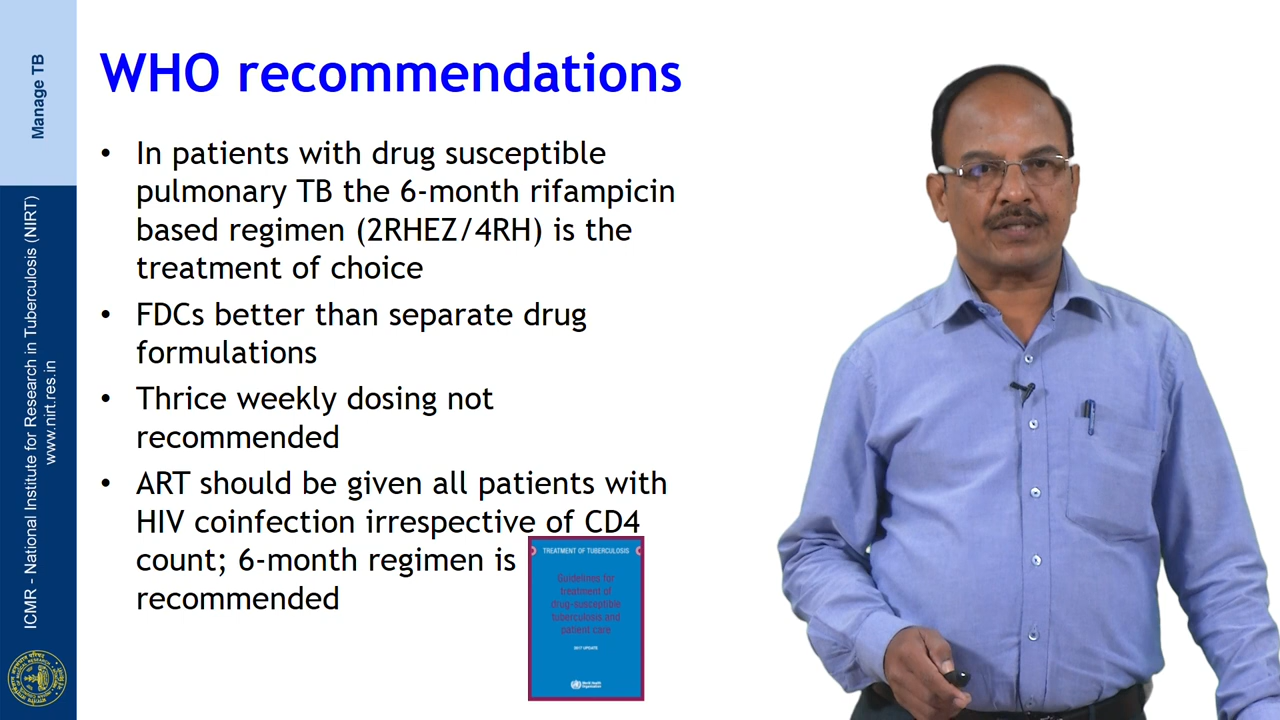 Manage TB
ICMR - National Institute for Research in Tuberculosis (NIRT)
www.nirt.res.in
WHO recommendations
• In patients with drug susceptible
pulmonary TB the 6-month rifampicin
based regimen (2RHEZ/4RH) is the
treatment of choice
• FDCs better than separate drug
formulations
• Thrice weekly dosing not
recommended
• ART should be given all patients with
HIV coinfection irrespective of CD4
count; 6-month regimen is
recommended
TREATMENT OF TUBERCULOSIS
Guidelines for
treatment of
drug-susceptible
tuberculosis and
patient care
2017 UPDATE
World Health
Organization